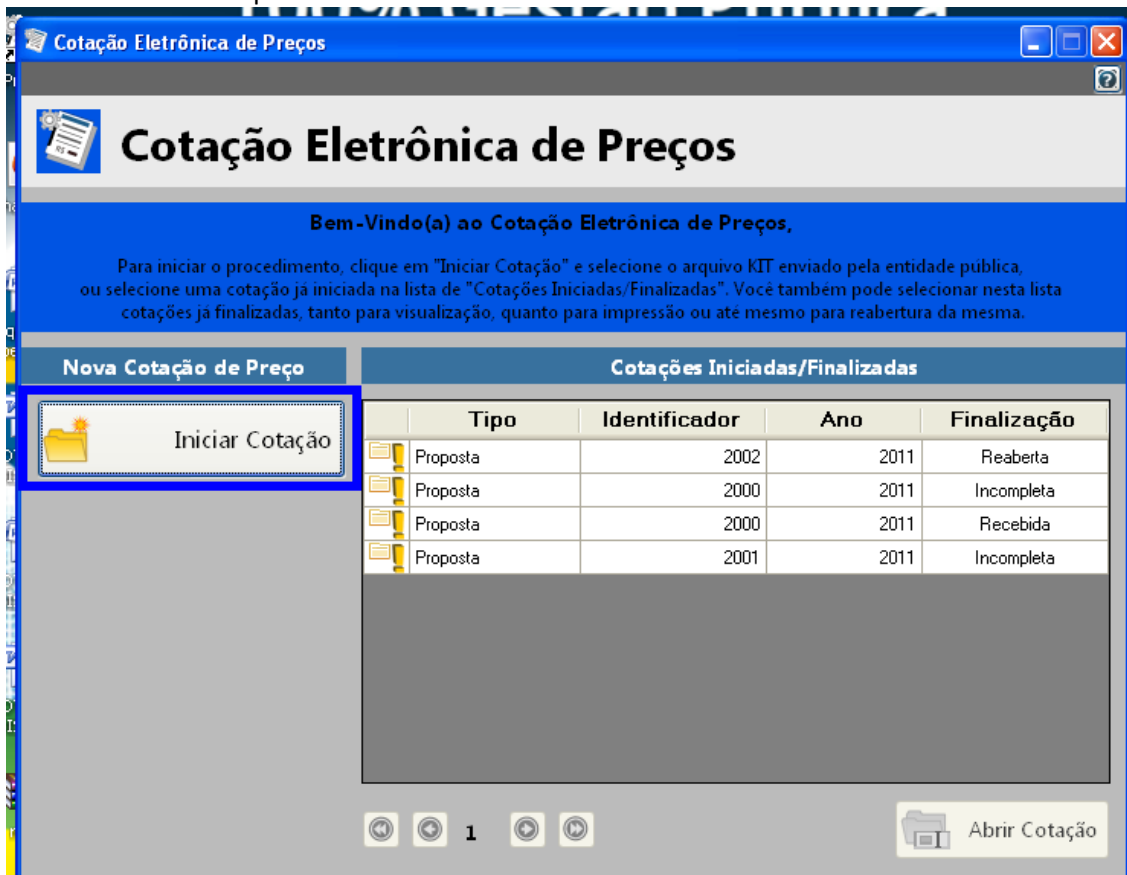 100% Gestão Pública
Cotação Eletrônica de Preços
Cotação Eletrônica de Preços
Bem-Vindo(a) ao Cotação Eletrônica de Preços,
Para iniciar o procedimento, clique em "Iniciar Cotação" e selecione o arquivo KIT enviado pela entidade pública,
ou selecione uma cotação já iniciada na lista de "Cotações Iniciadas/Finalizadas". Você também pode selecionar nesta lista
cotações já finalizadas, tanto para visualização, quanto para impressão ou até mesmo para reabertura da mesma.
Nova Cotação de Preço
Cotações Iniciadas/Finalizadas
Iniciar Cotação
Tipo Identificador Ano Finalização
Proposta 2002 2011 Reaberta
Proposta 2000 2011 Incompleta
Proposta 2000 2011 Recebida
Proposta 2001 2011 Incompleta
1
Abrir Cotação